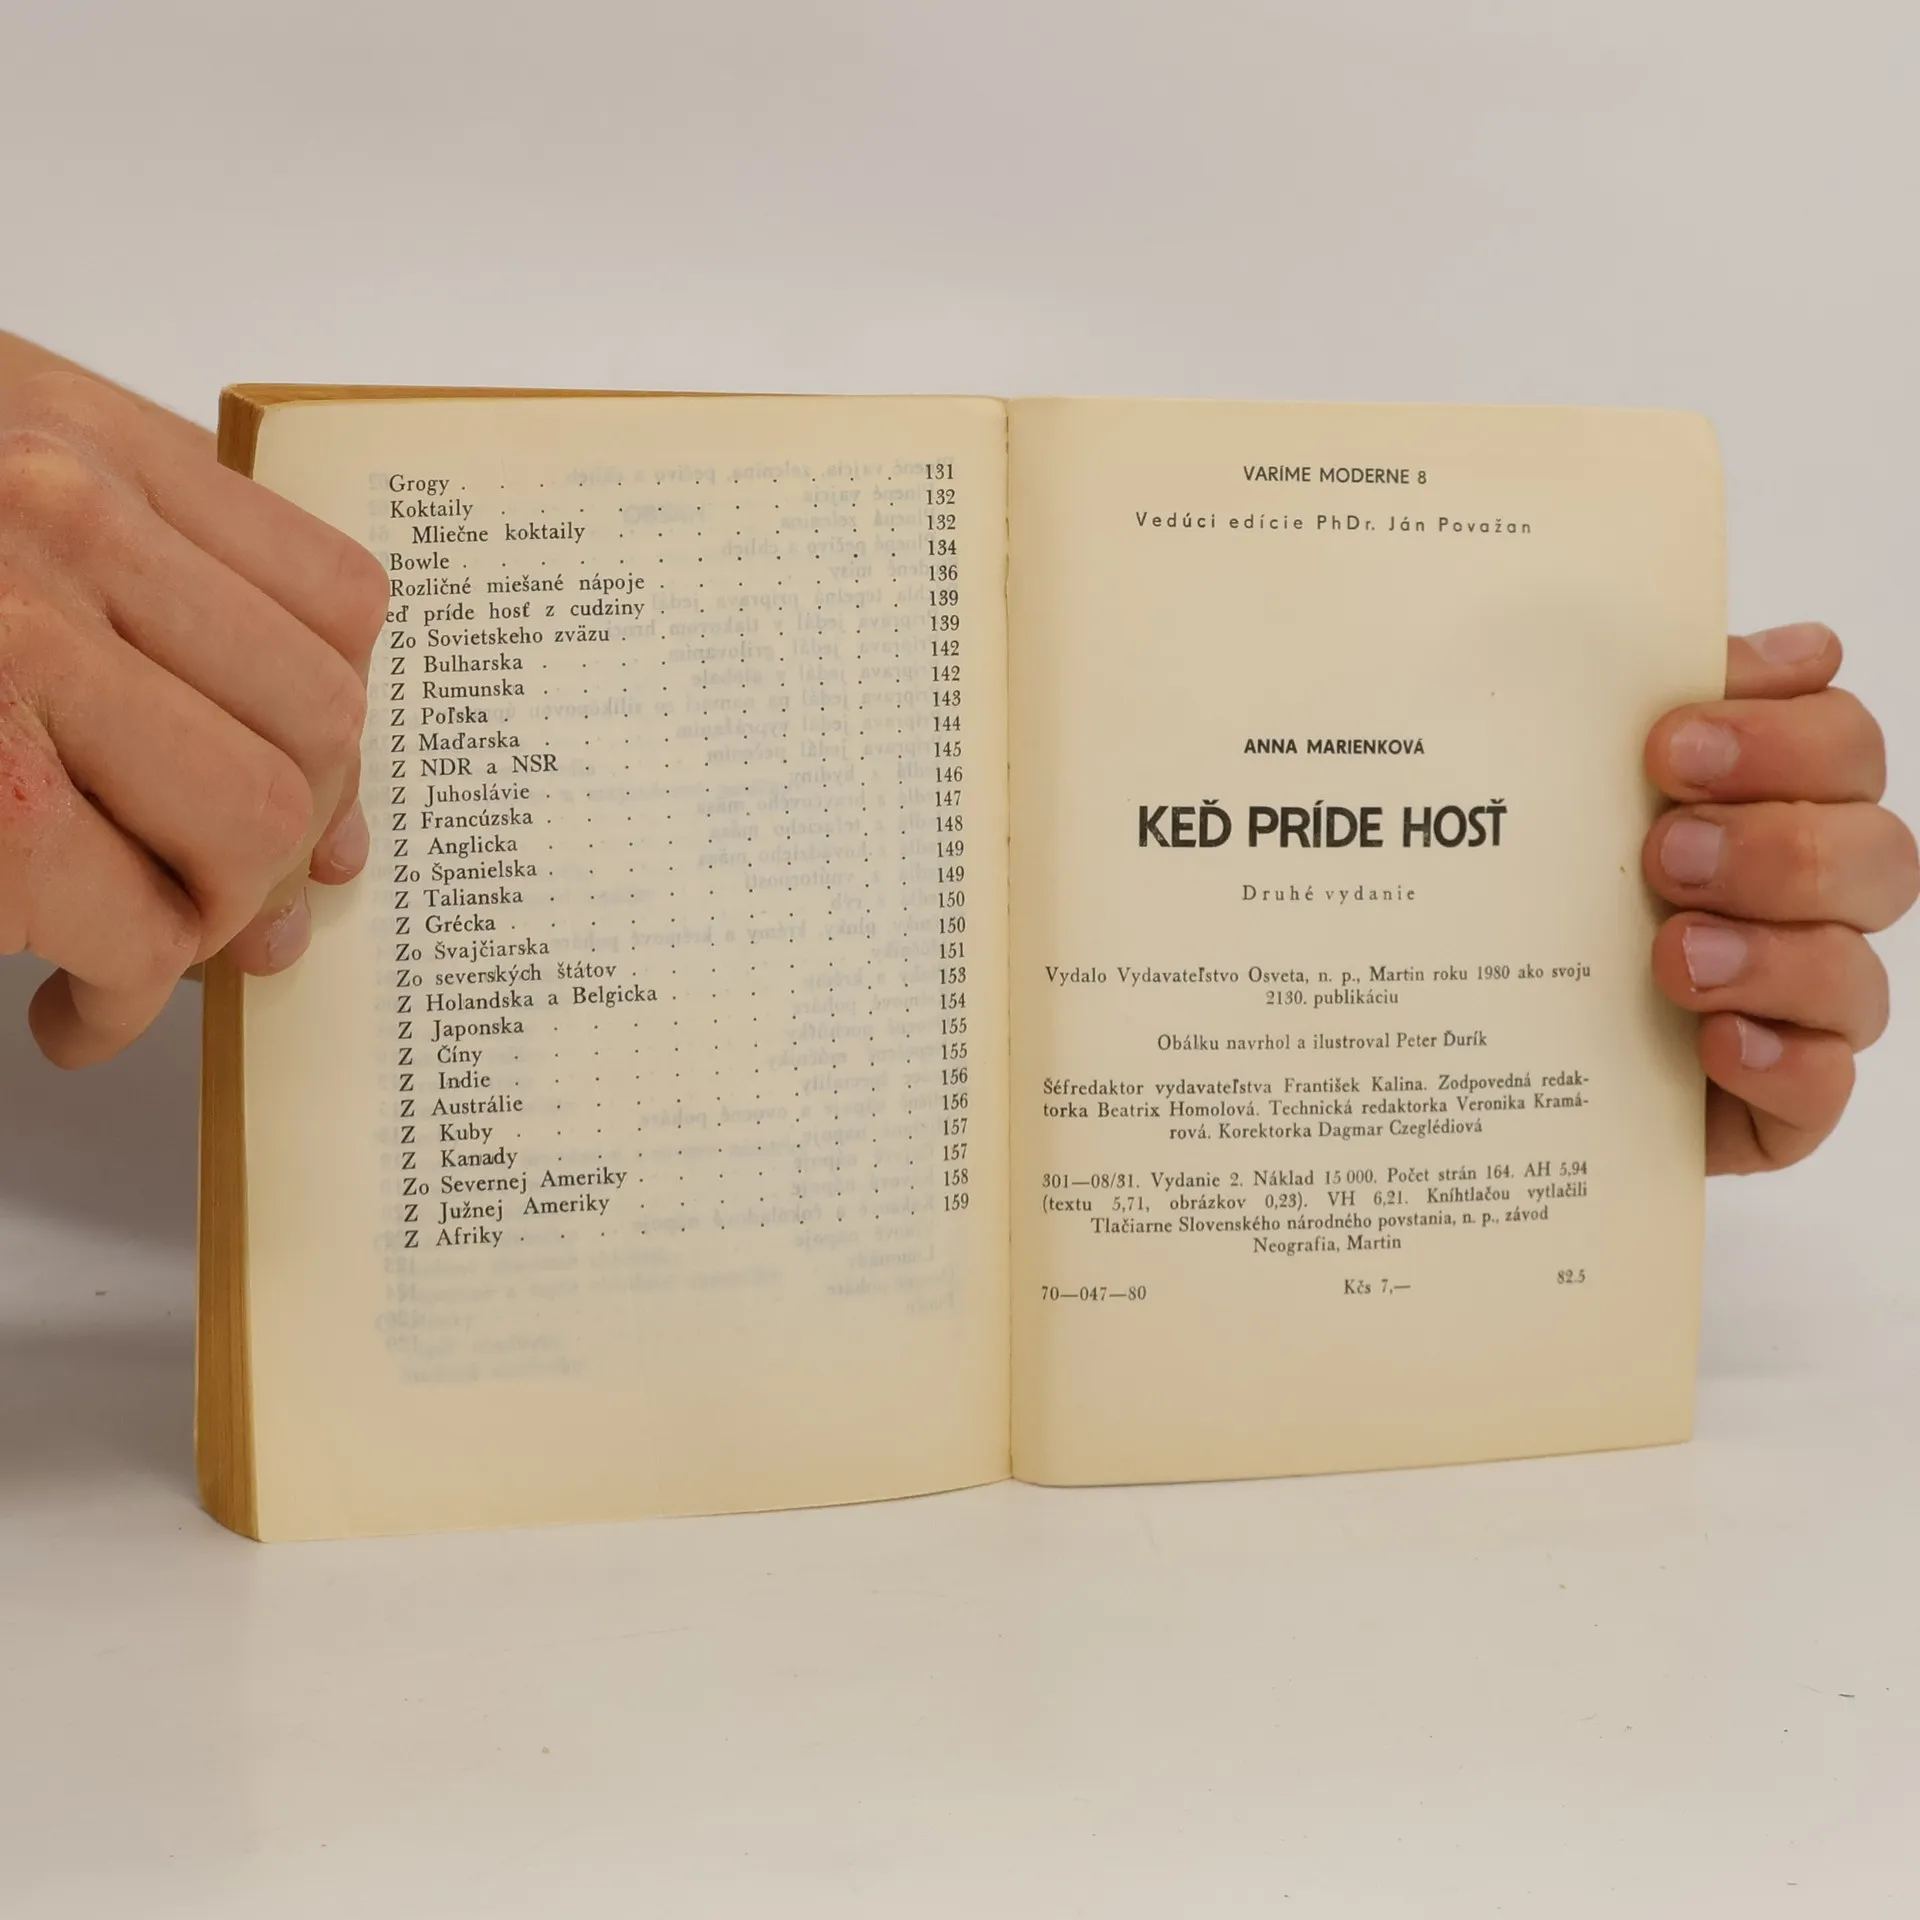 Grogy . . . . . . . . . . . . 131
Koktaily . . . . . . . . . . . 132
Mliečne koktaily . . . . . . . . 132
Bowle . . . . . . . . . . . . 134
Rozličné miešané nápoje . . . . . . . 136
eď príde hosť z cudziny . . . . . . . 139
Zo Sovietskeho zväzu . . . . . . . . 139
Z Bulharska . . . . . . . . . . 142
Z Rumunska . . . . . . . . . . 142
Z Poľska . . . . . . . . . . . 143
Z Maďarska . . . . . . . . . . 144
Z NDR a NSR . . . . . . . . . 145
Z Juhoslávie . . . . . . . . . . 146
Z Francúzska . . . . . . . . . . 147
Z Anglicka . . . . . . . . . . 148
Zo Španielska . . . . . . . . . . 149
Z Talianska . . . . . . . . . . 149
Z Grécka . . . . . . . . . . . 150
Zo Švajčiarska . . . . . . . . . 150
Zo severských štátov . . . . . . . . 151
Z Holandska a Belgicka . . . . . . . 153
Z Japonska . . . . . . . . . . 154
Z Číny . . . . . . . . . . . 155
Z Indie . . . . . . . . . . . 155
Z Austrálie . . . . . . . . . . 156
Z Kuby . . . . . . . . . . . 156
Z Kanady . . . . . . . . . . 157
Zo Severnej Ameriky . . . . . . . . 157
Z Južnej Ameriky . . . . . . . . 158
Z Afriky . . . . . . . . . . . 159
VARÍME MODERNE 8
Vedúci edície PhDr. Ján Považan
ANNA MARIENKOVÁ
KEĎ PRÍDE HOSŤ
Druhé vydanie
Vydalo Vydavateľstvo Osveta, n. p., Martin roku 1980 ako svoju
2130. publikáciu
Obálku navrhol a ilustroval Peter Ďurík
Šéfredaktor vydavateľstva František Kalina. Zodpovedná redak-
torka Beatrix Homolová. Technická redaktorka Veronika Kramá-
rová. Korektorka Dagmar Czeglédiová
301—08/31. Vydanie 2. Náklad 15 000. Počet strán 164. AH 5,94
(textu 5,71, obrázkov 0,23). VH 6,21. Kníhtlačou vytlačili
Tlačiarne Slovenského národného povstania, n. p., závod
Neografia, Martin
70—047—80 Kčs 7,— 82.5